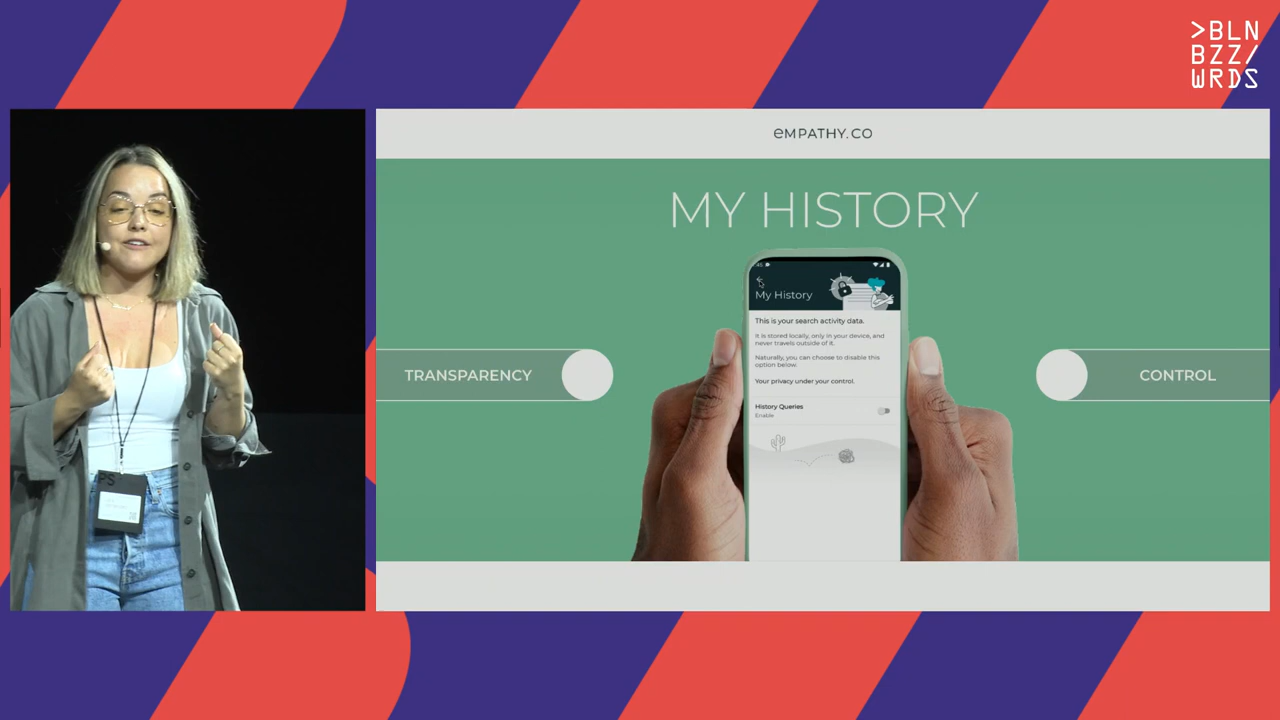 >BLN
BZZ/
WRDS
eMPATHY.CO
MY HISTORY
My History
This is your search activity data.
It is stored locally, only in your device, and
never travels outside of it.
Naturally, you can choose to disable this
option below.
Your privacy under your control.
History Queries
Enable
TRANSPARENCY
CONTROL